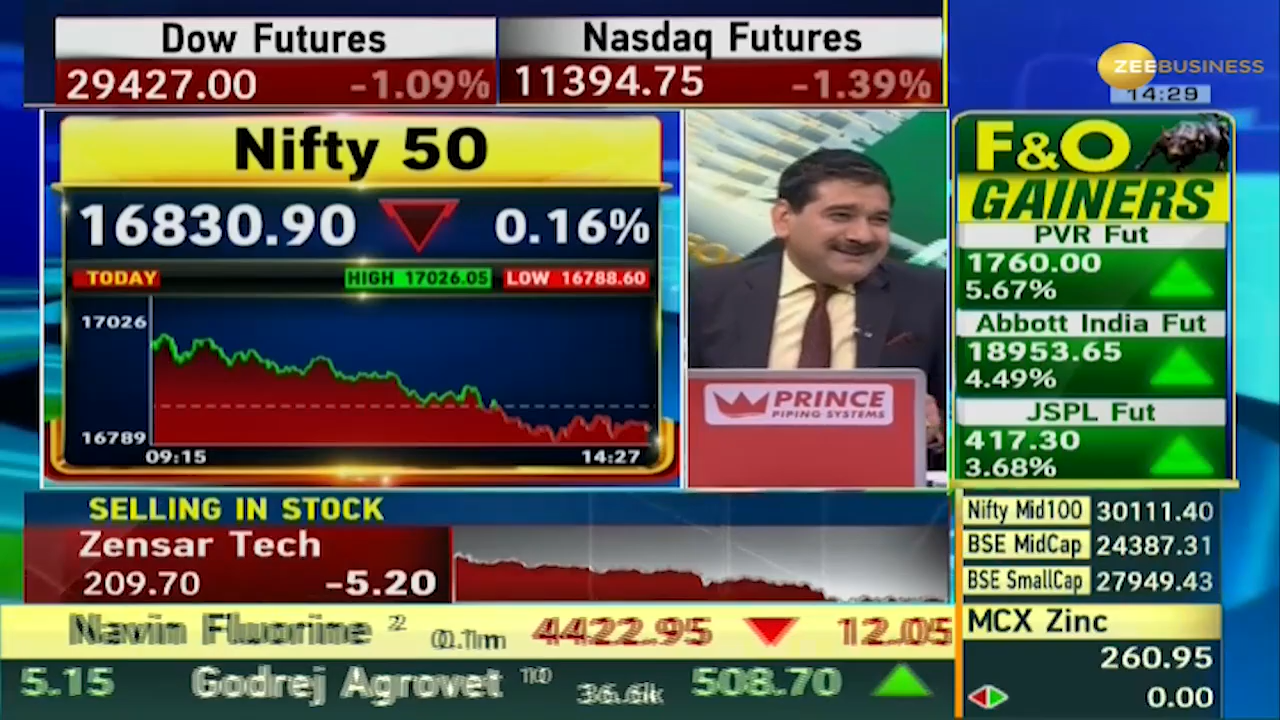 Dow Futures
29427.00 -1.09%
Nasdaq Futures
11394.75 -1.39%
ZEEBUSINESS
14:29
Nifty 50
16830.90 0.16%
TODAY HIGH 17026.05 LOW 16788.60
17026
16789
09:15 14:27
PRINCE
PIPING SYSTEMS
F&O
GAINERS
PVR Fut
1760.00
5.67%
Abbott India Fut
18953.65
4.49%
JSPL Fut
417.30
3.68%
SELLING IN STOCK
Zensar Tech
209.70 -5.20
Nifty Mid100 30111.40
BSE MidCap 24387.31
BSE SmallCap 27949.43
MCX Zinc
260.95
0.00
Navin Fluorine 22 0.1m 4422.95 12.05
5.15 Godrej Agrovet 110 36.6k 508.70